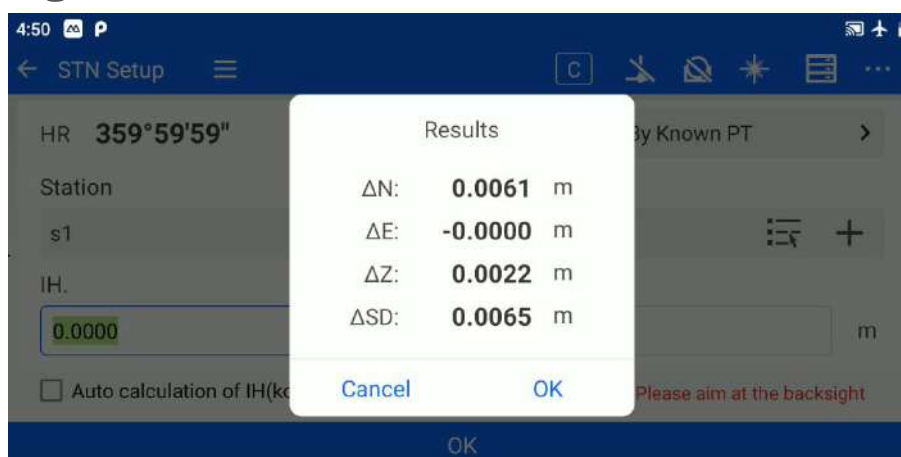 4:50 P
STN Setup
C
HR 359°59'59"
By Known PT
Station
s1
IH.
0.0000
m
Auto calculation of IH(ko
Please aim at the backsight
OK
Results
ΔN: 0.0061 m
ΔE: -0.0000 m
ΔZ: 0.0022 m
ΔSD: 0.0065 m
Cancel OK